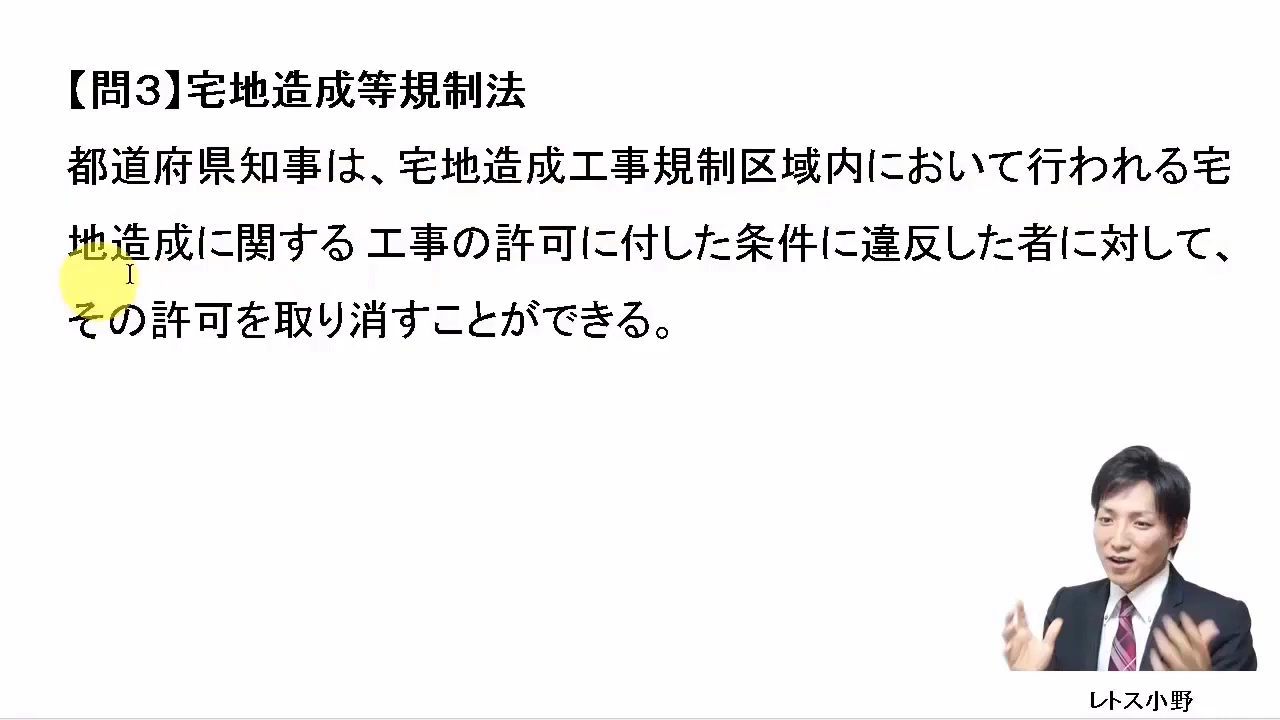 【問３】宅地造成等規制法
都道府県知事は、宅地造成工事規制区域内において行われる宅
地造成に関する 工事の許可に付した条件に違反した者に対して、
その許可を取り消すことができる。
レトス小野